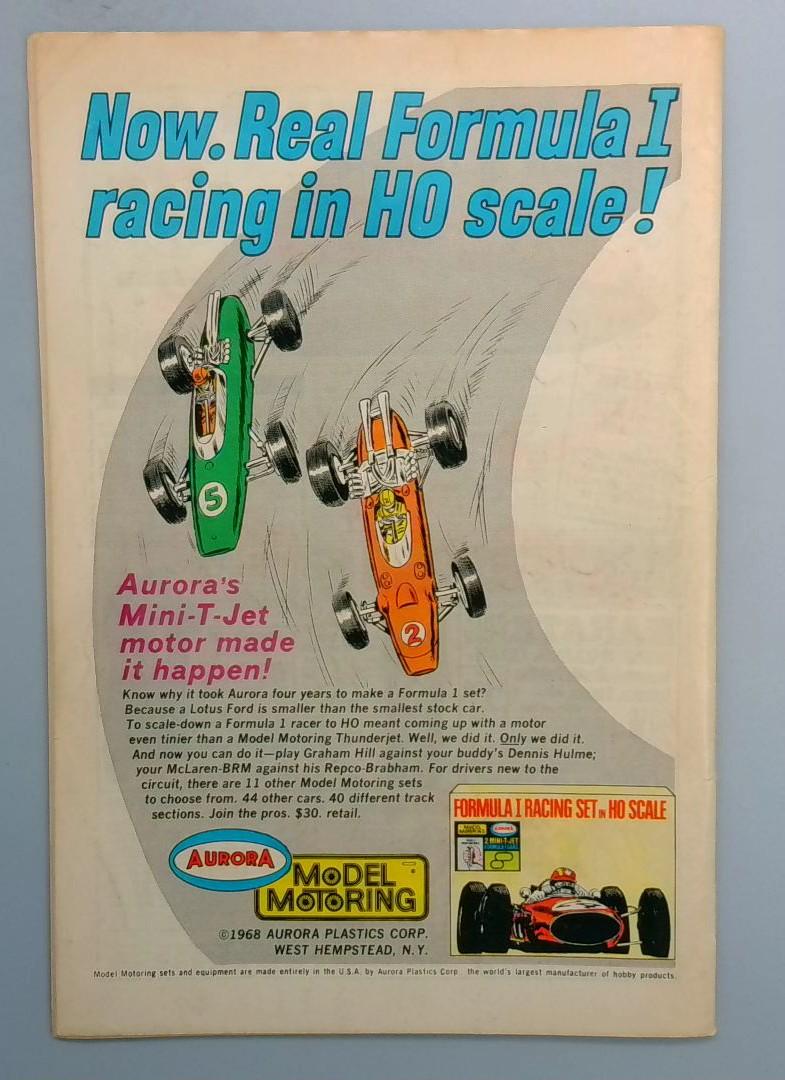 Now. Real Formula I
racing in HO scale!
5
2
Aurora's
Mini-T-Jet
motor made
it happen!
Know why it took Aurora four years to make a Formula 1 set?
Because a Lotus Ford is smaller than the smallest stock car.
To scale-down a Formula 1 racer to HO meant coming up with a motor
even tinier than a Model Motoring Thunderjet. Well, we did it. Only we did it.
And now you can do it—play Graham Hill against your buddy's Dennis Hulme;
your McLaren-BRM against his Repco-Brabham. For drivers new to the
circuit, there are 11 other Model Motoring sets
to choose from. 44 other cars. 40 different track
sections. Join the pros. $30. retail.
FORMULA I RACING SET IN HO SCALE
MODEL
MOTORING
AURORA
2 MINI-T-JET
AURORA
MODEL
MOTORING
©1968 AURORA PLASTICS CORP.
WEST HEMPSTEAD, N.Y.
Model Motoring sets and equipment are made entirely in the U.S.A. by Aurora Plastics Corp. the world's largest manufacturer of hobby products.